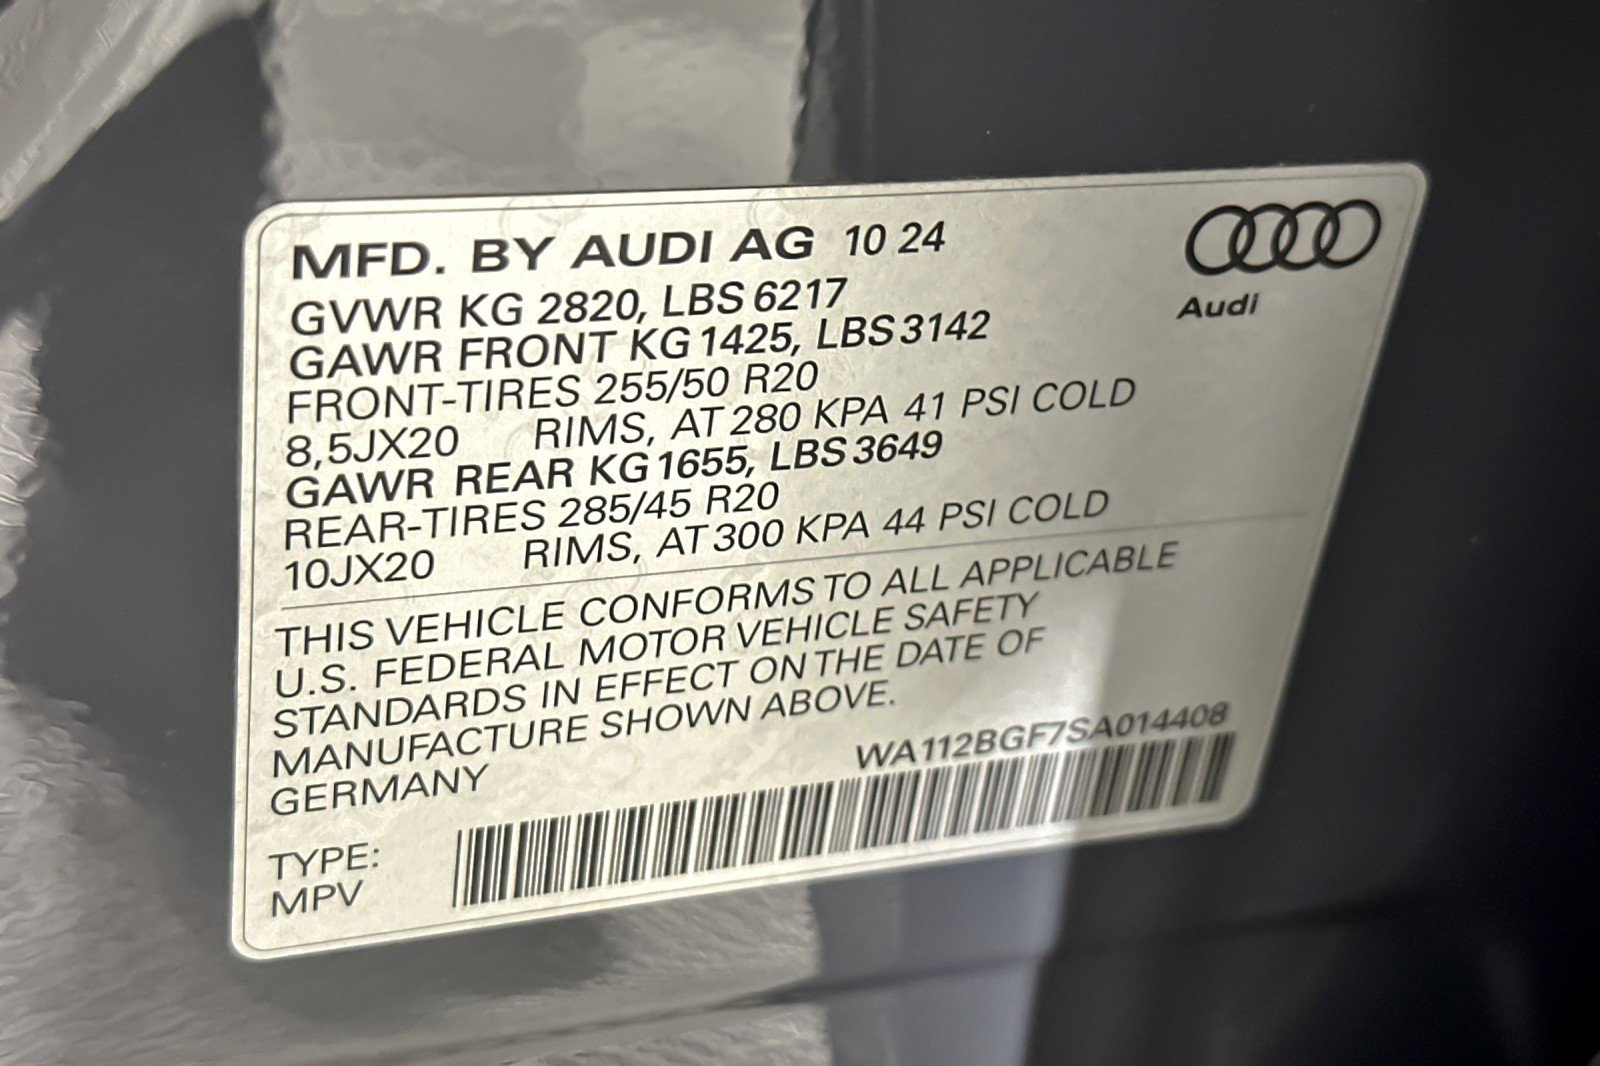 MFD. BY AUDI AG 10 24
GVWR KG 2820, LBS 6217
GAWR FRONT KG 1425, LBS 3142
FRONT-TIRES 255/50 R20
8,5JX20 RIMS, AT 280 KPA 41 PSI COLD
GAWR REAR KG 1655, LBS 3649
REAR-TIRES 285/45 R20
10JX20 RIMS, AT 300 KPA 44 PSI COLD
THIS VEHICLE CONFORMS TO ALL APPLICABLE
U.S. FEDERAL MOTOR VEHICLE SAFETY
STANDARDS IN EFFECT ON THE DATE OF
MANUFACTURE SHOWN ABOVE.
GERMANY
WA112BGF7SA014408
TYPE:
MPV
Audi